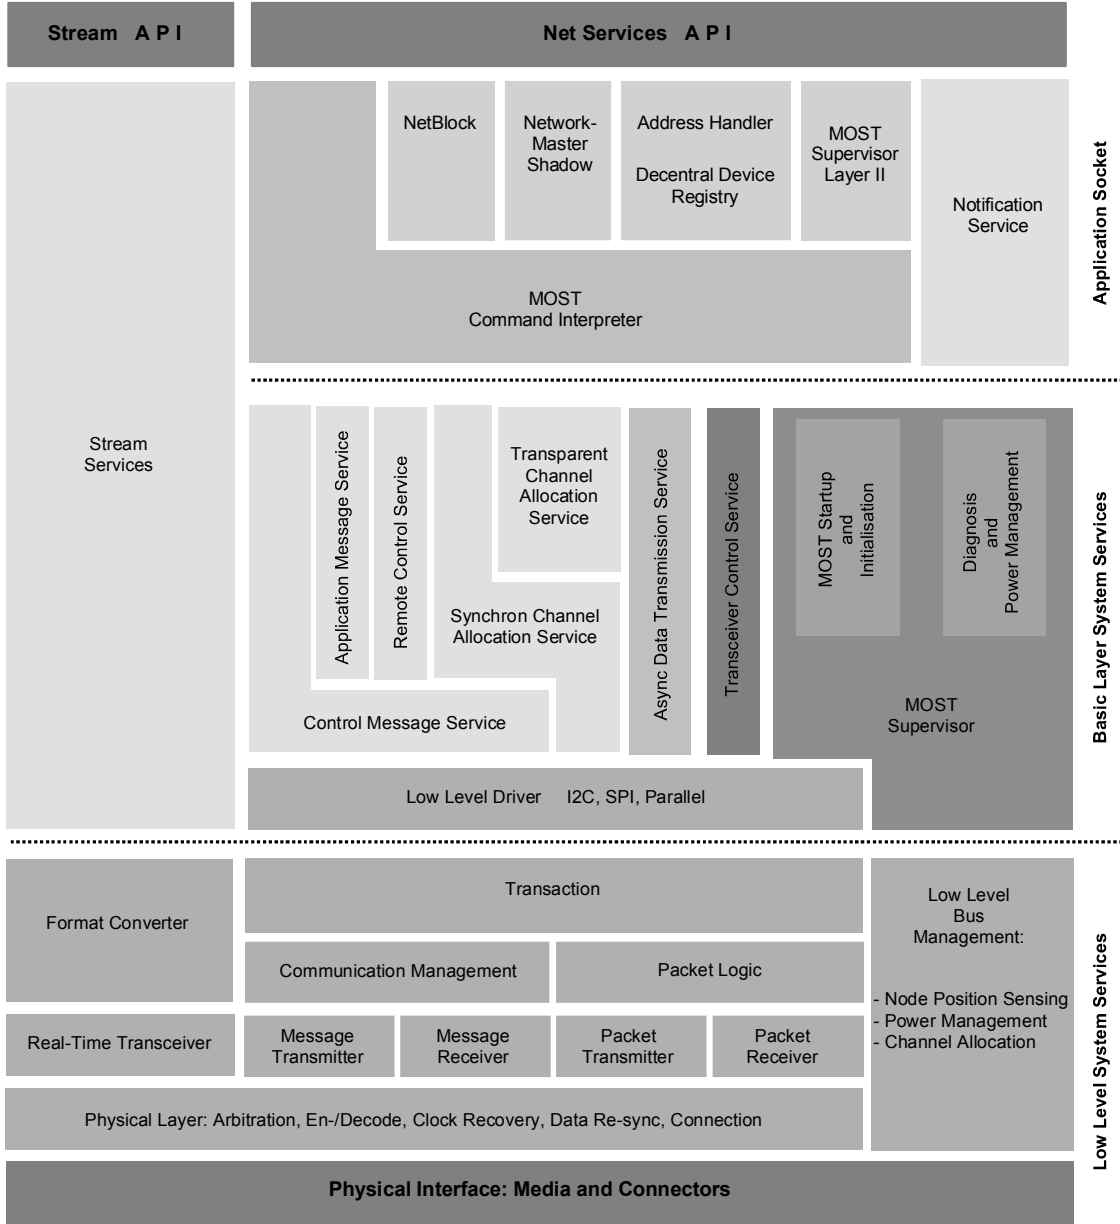 Stream A P I
Net Services A P I
NetBlock
Network-
Master
Shadow
Address Handler
Decentral Device
Registry
MOST
Supervisor
Layer II
Notification
Service
MOST
Command Interpreter
Application Socket
Stream
Services
Application Message Service
Remote Control Service
Transparent
Channel
Allocation
Service
Synchron Channel
Allocation Service
Control Message Service
Async Data Transmission Service
Transceiver Control Service
MOST Startup
and
Initialisation
Diagnosis
and
Power Management
MOST
Supervisor
Low Level Driver I2C, SPI, Parallel
Basic Layer System Services
Format Converter
Transaction
Communication Management
Packet Logic
Real-Time Transceiver
Message
Transmitter
Message
Receiver
Packet
Transmitter
Packet
Receiver
Low Level
Bus
Management:
- Node Position Sensing
- Power Management
- Channel Allocation
Physical Layer: Arbitration, En-/Decode, Clock Recovery, Data Re-sync, Connection
Low Level System Services
Physical Interface: Media and Connectors